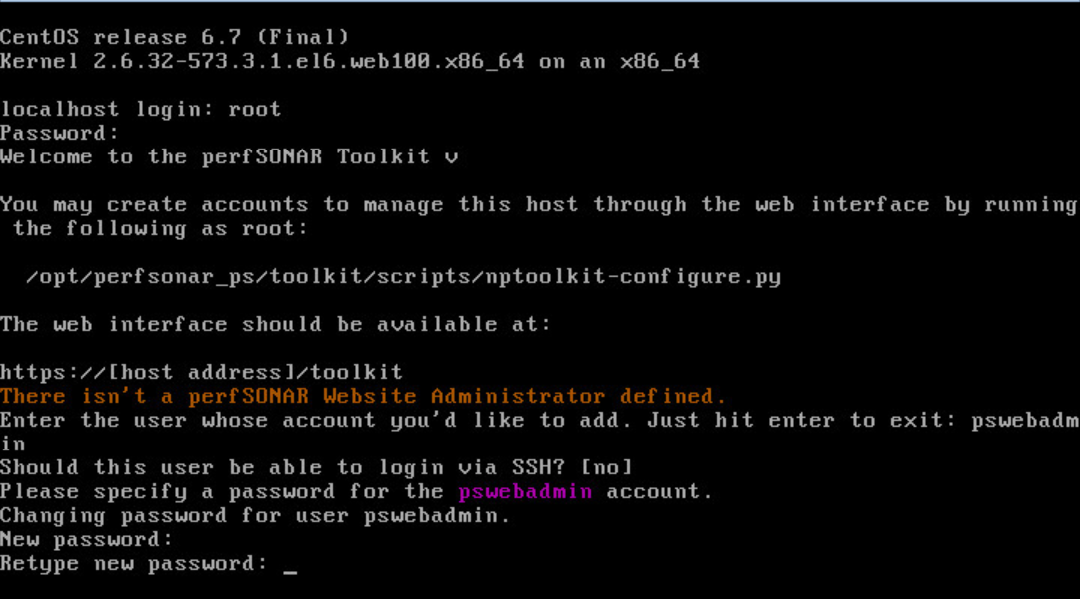 CentOS release 6.7 (Final)
Kernel 2.6.32-573.3.1.el6.web100.x86_64 on an x86_64
localhost login: root
Password:
Welcome to the perfSONAR Toolkit v
You may create accounts to manage this host through the web interface by running
the following as root:
/opt/perfsonar_ps/toolkit/scripts/nptoolkit-configure.py
The web interface should be available at:
https://[host address]/toolkit
There isn't a perfSONAR Website Administrator defined.
Enter the user whose account you'd like to add. Just hit enter to exit: pswebadm
in
Should this user be able to login via SSH? [no]
Please specify a password for the pswebadmin account.
Changing password for user pswebadmin.
New password:
Retype new password: _